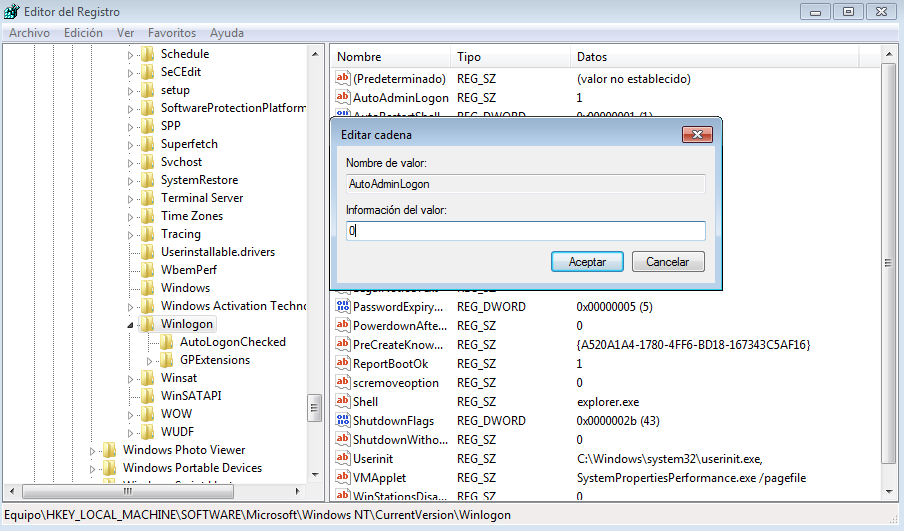 Editor del Registro
Archivo Edición Ver Favoritos Ayuda
Schedule
SeCEdit
setup
SoftwareProtectionPlatform
SPP
Superfetch
Svchost
SystemRestore
Terminal Server
Time Zones
Tracing
Userinstallable.drivers
WbemPerf
Windows
Windows Activation Techno
Winlogon
AutoLogonChecked
GPExtensions
Winsat
WinSATAPI
WOW
WUDF
Windows Photo Viewer
Windows Portable Devices
Nombre Tipo Datos
(Predeterminado) REG_SZ (valor no establecido)
AutoAdminLogon REG_SZ 1
AutoRestartShell REG_DWORD 0x00000001 (1)
Editar cadena
Nombre de valor:
AutoAdminLogon
Información del valor:
0
Aceptar Cancelar
PasswordExpiry... REG_DWORD 0x00000005 (5)
PowerdownAfte... REG_SZ 0
PreCreateKnow... REG_SZ {A520A1A4-1780-4FF6-BD18-167343C5AF16}
ReportBootOk REG_SZ 1
scremoveoption REG_SZ 0
Shell REG_SZ explorer.exe
ShutdownFlags REG_DWORD 0x0000002b (43)
ShutdownWitho... REG_SZ 0
Userinit REG_SZ C:\Windows\system32\userinit.exe,
VMApplet REG_SZ SystemPropertiesPerformance.exe /pagefile
WinStationsDisa... REG_SZ 0
Equipo\HKEY_LOCAL_MACHINE\SOFTWARE\Microsoft\Windows NT\CurrentVersion\Winlogon